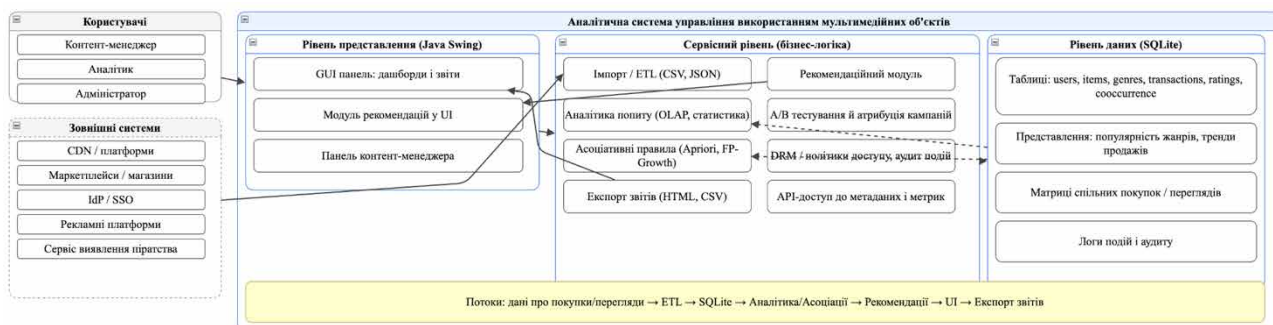 Користувачі
Контент-менеджер
Аналітик
Адміністратор
Зовнішні системи
CDN / платформи
Маркетплейси / магазини
IdP / SSO
Рекламні платформи
Сервіс виявлення піратства
Аналітична система управління використанням мультимедійних об'єктів
Рівень представлення (Java Swing)
GUI панель: дашборди і звіти
Модуль рекомендацій у UI
Панель контент-менеджера
Сервісний рівень (бізнес-логіка)
Імпорт / ETL (CSV, JSON)
Рекомендаційний модуль
Аналітика попиту (OLAP, статистика)
A/B тестування й атрибуція кампаній
Асоціативні правила (Apriori, FP-
Growth)
DRM / політики доступу, аудит подій
Експорт звітів (HTML, CSV)
API-доступ до метаданих і метрик
Рівень даних (SQLite)
Таблиці: users, items, genres, transactions, ratings,
cooccurrence
Представлення: популярність жанрів, тренди
продажів
Матриці спільних покупок / переглядів
Логи подій і аудиту
Потоки: дані про покупки/перегляди → ETL → SQLite → Аналітика/Асоціації → Рекомендації → UI → Експорт звітів